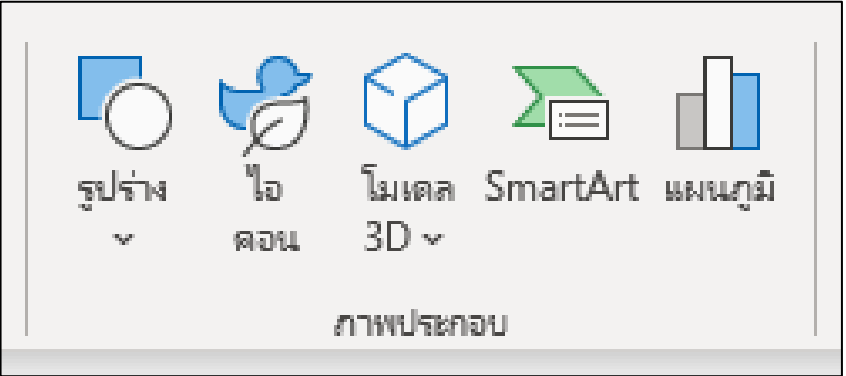 รูปร่าง
ไอ
คอน
โมเดล
3D
SmartArt
แผนภูมิ
ภาพประกอบ